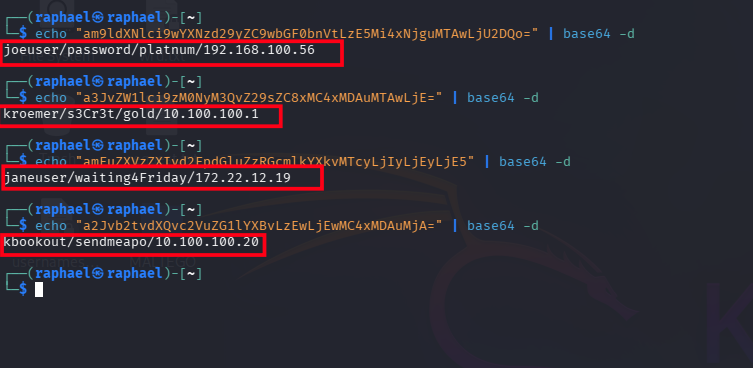 ┌──(raphael㉿raphael)-[~]
└─$ echo "am9ldXNlci9wYXNzd29yZC9wbGF0bnVtLzE5Mi4xNjguMTAwLjU2DQo=" | base64 -d
joeuser/password/platnum/192.168.100.56
┌──(raphael㉿raphael)-[~]
└─$ echo "a3JvZW1lci9zM0NyM3QvZ29sZC8xMC4xMDAuMTAwLjE=" | base64 -d
kroemer/s3Cr3t/gold/10.100.100.1
┌──(raphael㉿raphael)-[~]
└─$ echo "amFuZXVzZXIvd2FpdGluZzRGcmlkYXkvMTcyLjIyLjEyLjE5" | base64 -d
janeuser/waiting4Friday/172.22.12.19
┌──(raphael㉿raphael)-[~]
└─$ echo "a2Jvb2tvdXQvc2VuZG1lYXBvLzEwLjEwMC4xMDAuMjA=" | base64 -d
kbookout/sendmeapo/10.100.100.20
┌──(raphael㉿raphael)-[~]
└─$